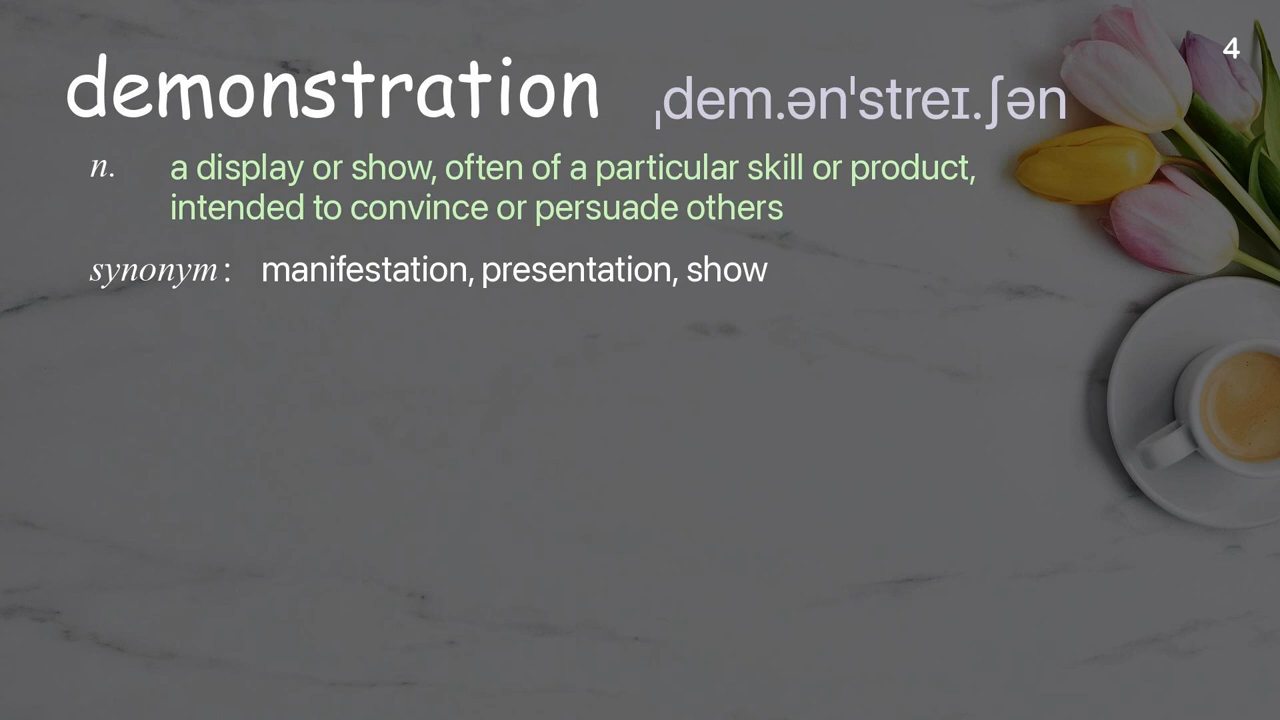 4
demonstration ˌdem.ənˈstreɪ.ʃən
n. a display or show, often of a particular skill or product,
intended to convince or persuade others
synonym: manifestation, presentation, show